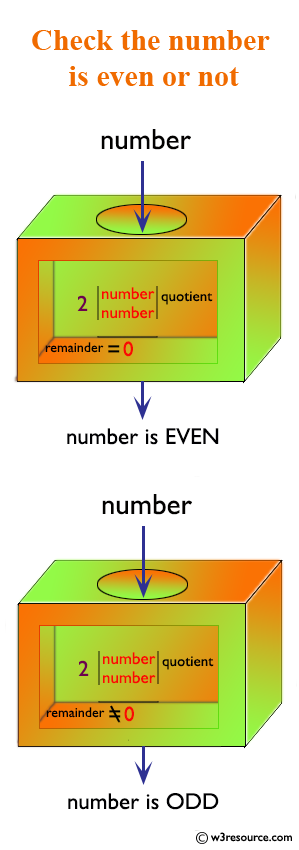 Check the number
is even or not
number
2 number quotient
number
remainder = 0
number is EVEN
number
2 number quotient
number
remainder ≠ 0
number is ODD
© w3resource.com